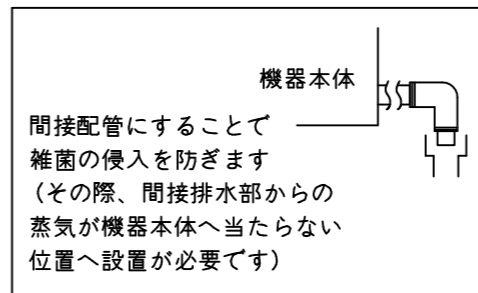 機器本体
間接配管にすることで
雑菌の侵入を防ぎます
（その際、間接排水部からの
蒸気が機器本体へ当たらない
位置へ設置が必要です）